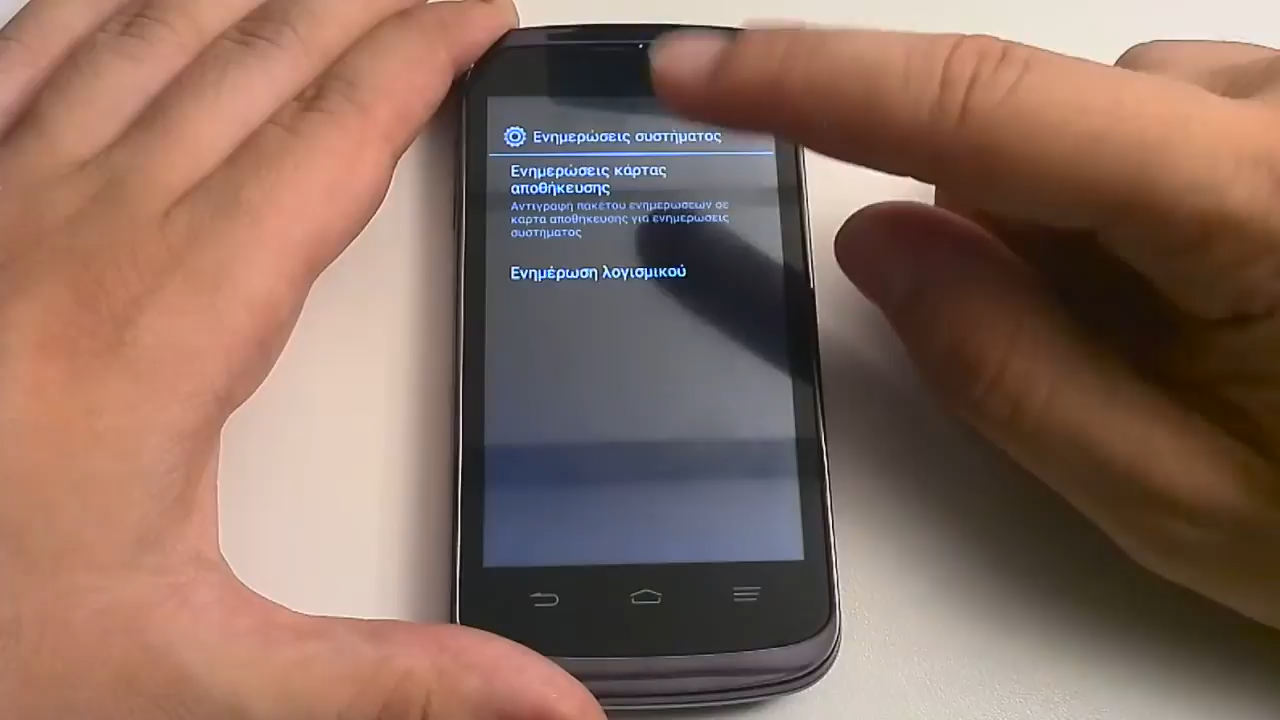 Ενημερώσεις συστήματος
Ενημερώσεις κάρτας
αποθήκευσης
Αντιγραφή πακέτου ενημερώσεων σε
κάρτα αποθήκευσης για ενημερώσεις
συστήματος
Ενημέρωση λογισμικού